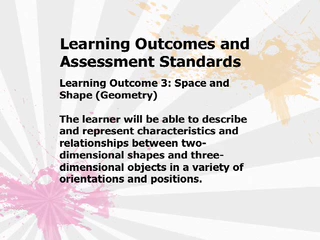 Learning Outcomes and
Assessment Standards
Learning Outcome 3: Space and
Shape (Geometry)
The learner will be able to describe
and represent characteristics and
relationships between two-
dimensional shapes and three-
dimensional objects in a variety of
orientations and positions.